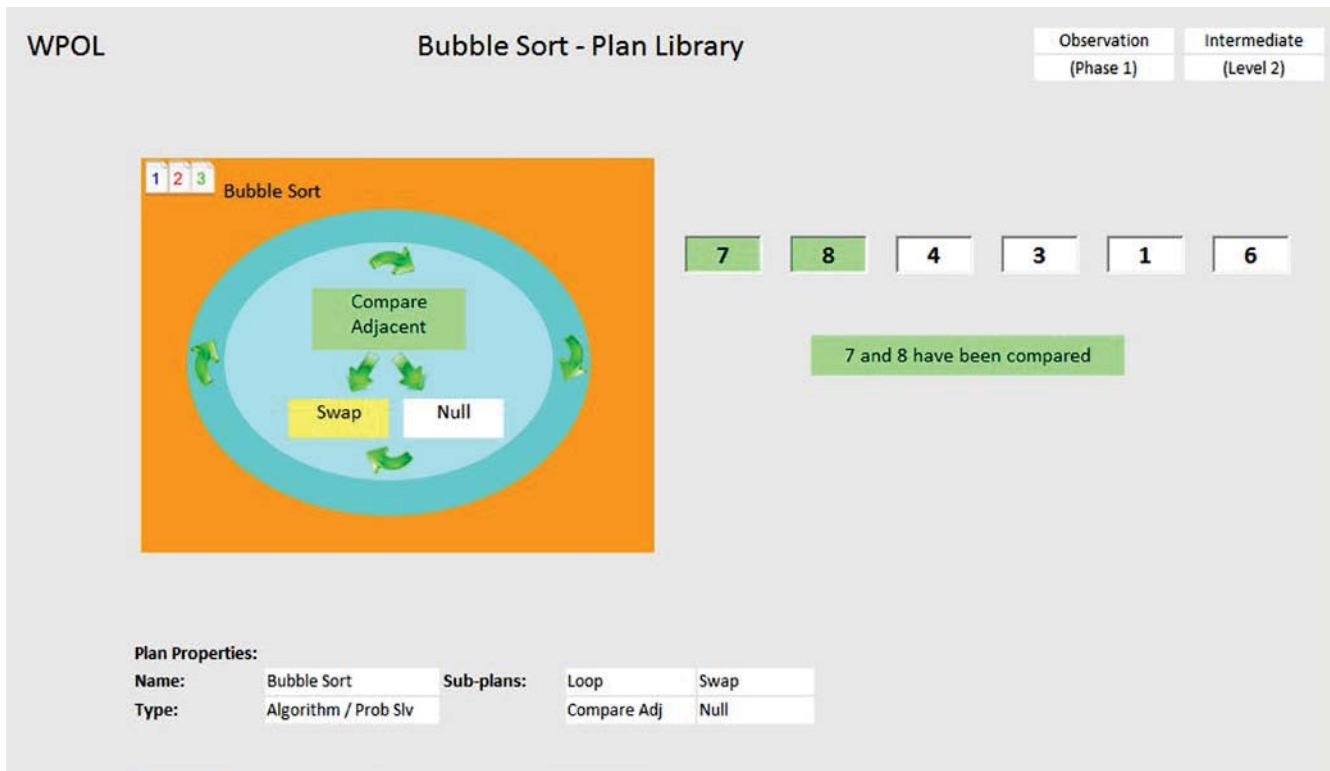 WPOL
Bubble Sort - Plan Library
Observation Intermediate
(Phase 1) (Level 2)
1 2 3
Bubble Sort
Compare
Adjacent
Swap Null
7 8 4 3 1 6
7 and 8 have been compared
Plan Properties:
Name: Bubble Sort Sub-plans: Loop Swap
Type: Algorithm / Prob Slv Compare Adj Null